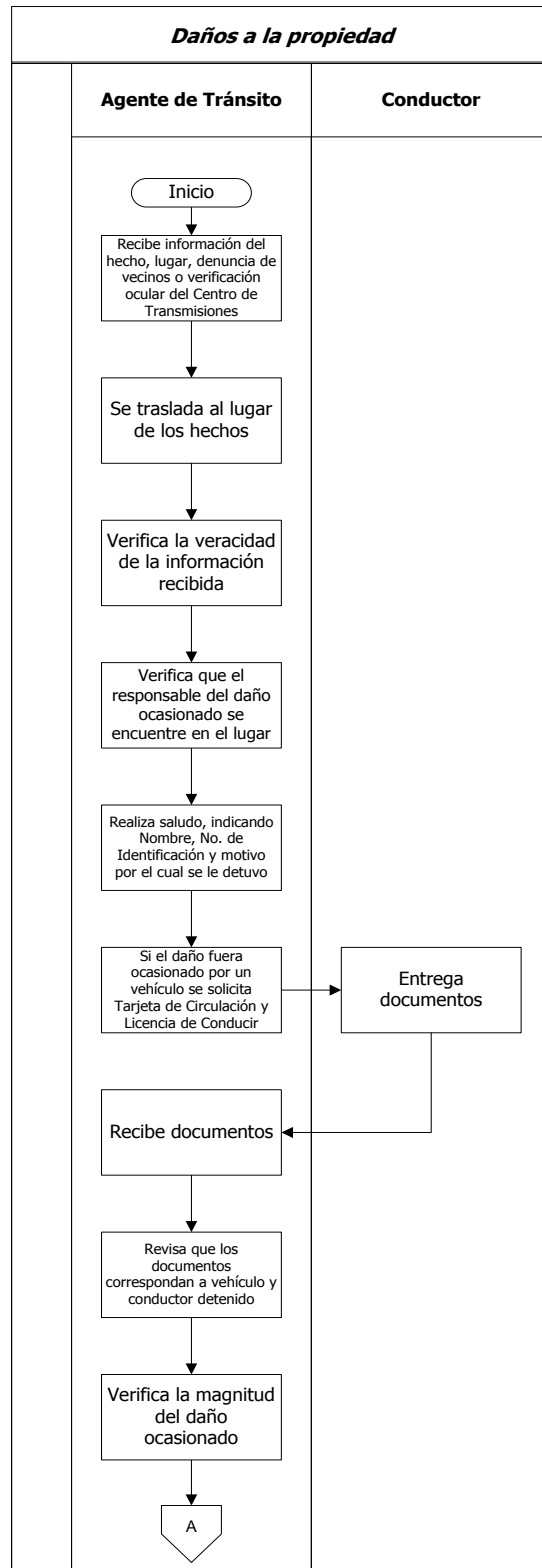 Daños a la propiedad
Agente de Tránsito
Conductor
Inicio
Recibe información del
hecho, lugar, denuncia de
vecinos o verificación
ocular del Centro de
Transmisiones
Se traslada al lugar
de los hechos
Verifica la veracidad
de la información
recibida
Verifica que el
responsable del daño
ocasionado se
encuentre en el lugar
Realiza saludo, indicando
Nombre, No. de
Identificación y motivo
por el cual se le detuvo
Si el daño fuera
ocasionado por un
vehículo se solicita
Tarjeta de Circulación y
Licencia de Conducir
Entrega
documentos
Recibe documentos
Revisa que los
documentos
correspondan a vehículo y
conductor detenido
Verifica la magnitud
del daño
ocasionado
A